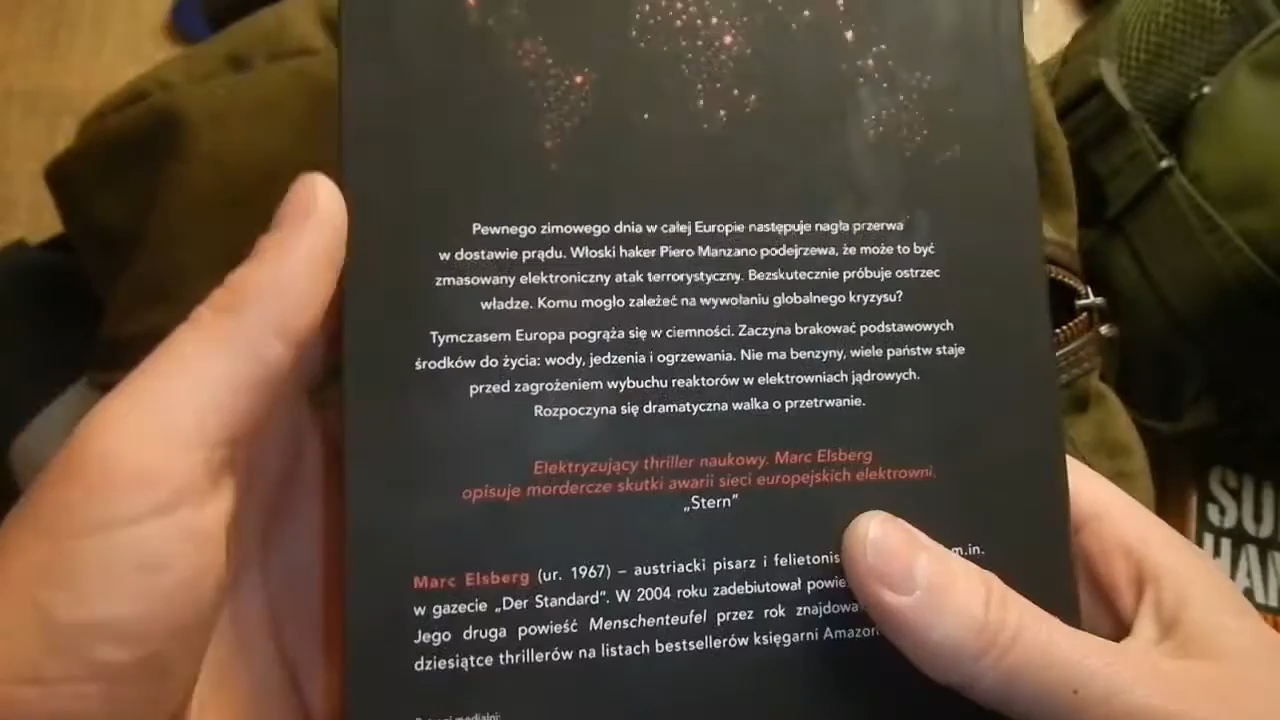 Pewnego zimowego dnia w całej Europie następuje nagła przerwa
w dostawie prądu. Włoski haker Piero Manzano podejrzewa, że może to być
zmasowany elektroniczny atak terrorystyczny. Bezskutecznie próbuje ostrzec
władze. Komu mogło zależeć na wywołaniu globalnego kryzysu?
Tymczasem Europa pogrąża się w ciemności. Zaczyna brakować podstawowych
środków do życia: wody, jedzenia i ogrzewania. Nie ma benzyny, wiele państw staje
przed zagrożeniem wybuchu reaktorów w elektrowniach jądrowych.
Rozpoczyna się dramatyczna walka o przetrwanie.
Elektryzujący thriller naukowy. Marc Elsberg
opisuje mordercze skutki awarii sieci europejskich elektrowni.
„Stern”
Marc Elsberg (ur. 1967) – austriacki pisarz i felietonis m.in.
w gazecie „Der Standard”. W 2004 roku zadebiutował powie
Jego druga powieść Menschenteufel przez rok znajdowa
dziesiątce thrillerów na listach bestsellerów księgarni Amazon
SU
HAN